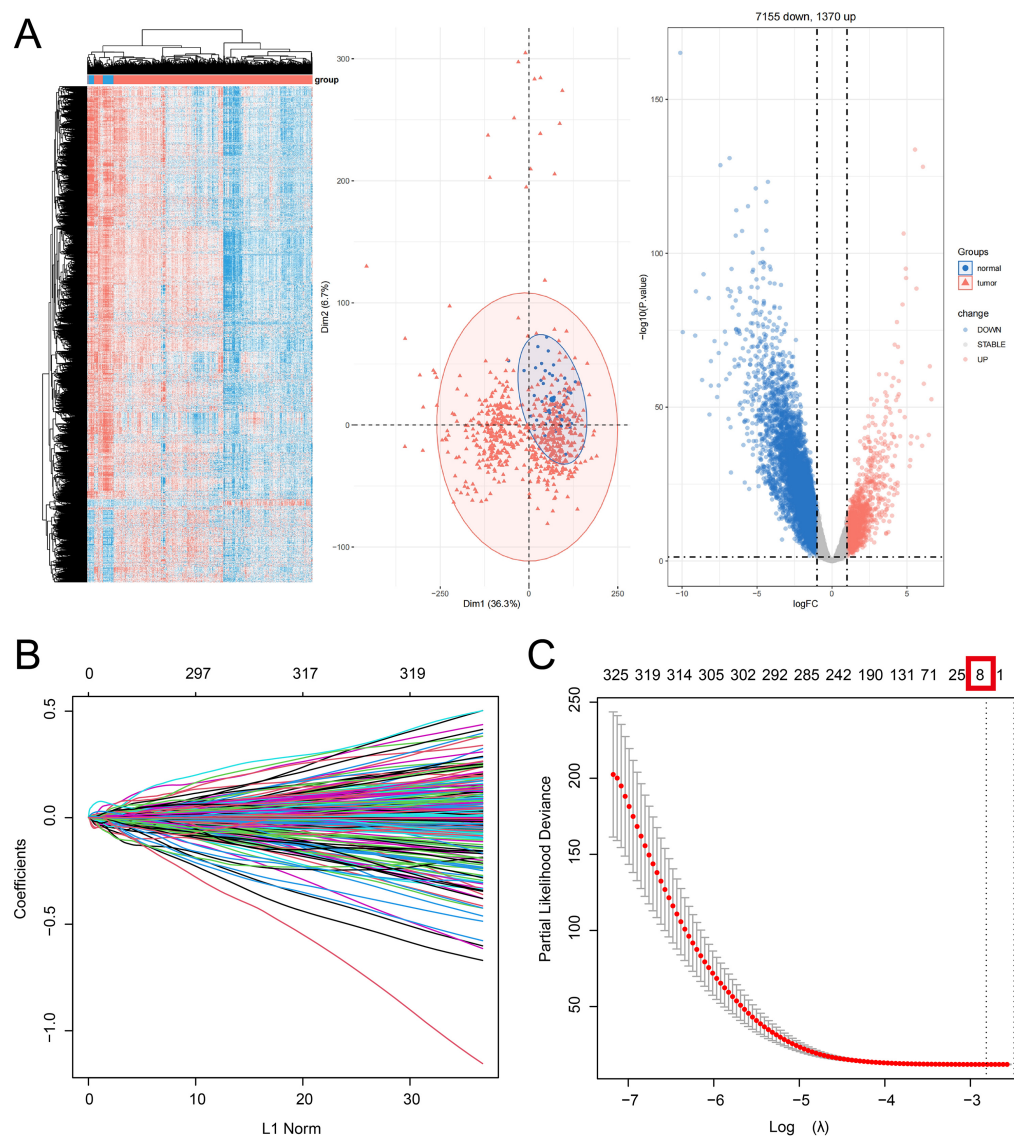 A
group
Dim2 (6.7%)
300
200
100
0
−100
−250
0
250
Dim1 (36.3%)
7155 down, 1370 up
−log10(P.value)
150
100
50
0
−10
−5
0
5
logFC
Groups
normal
tumor
change
DOWN
STABLE
UP
B
0 297 317 319
Coefficients
0.5
0.0
−0.5
−1.0
0 10 20 30
L1 Norm
C
325 319 314 305 302 292 285 242 190 131 71 25 8 1
Partial Likelihood Deviance
250
200
150
100
50
−7 −6 −5 −4 −3
Log (λ)